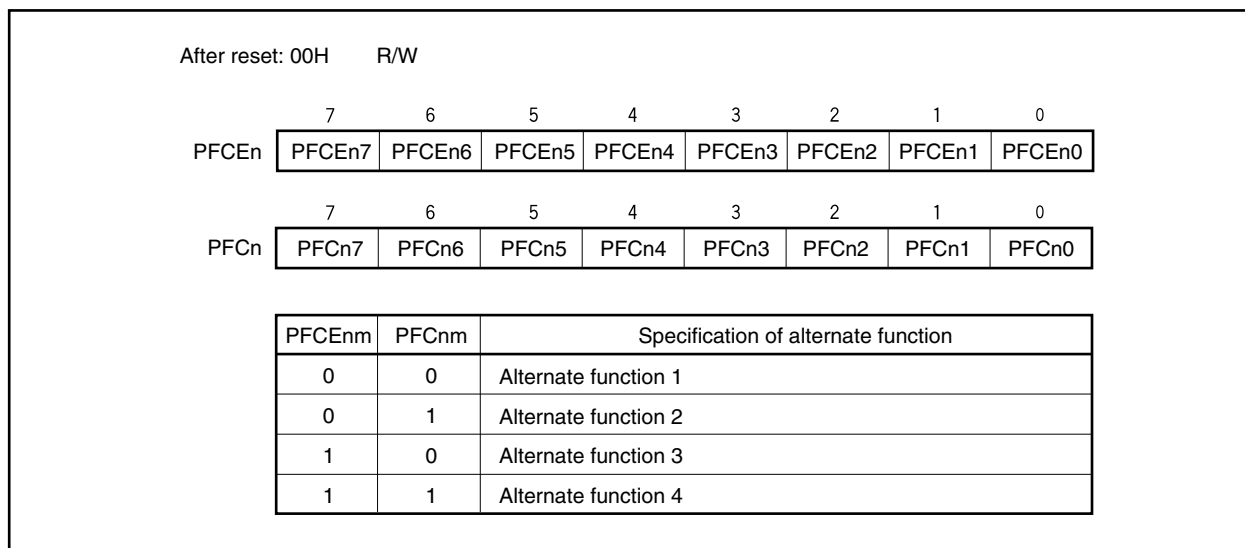 After reset: 00H R/W
7 6 5 4 3 2 1 0
PFCEn PFCEn7 PFCEn6 PFCEn5 PFCEn4 PFCEn3 PFCEn2 PFCEn1 PFCEn0
7 6 5 4 3 2 1 0
PFCn PFCn7 PFCn6 PFCn5 PFCn4 PFCn3 PFCn2 PFCn1 PFCn0
PFCEnm PFCnm Specification of alternate function
0 0 Alternate function 1
0 1 Alternate function 2
1 0 Alternate function 3
1 1 Alternate function 4